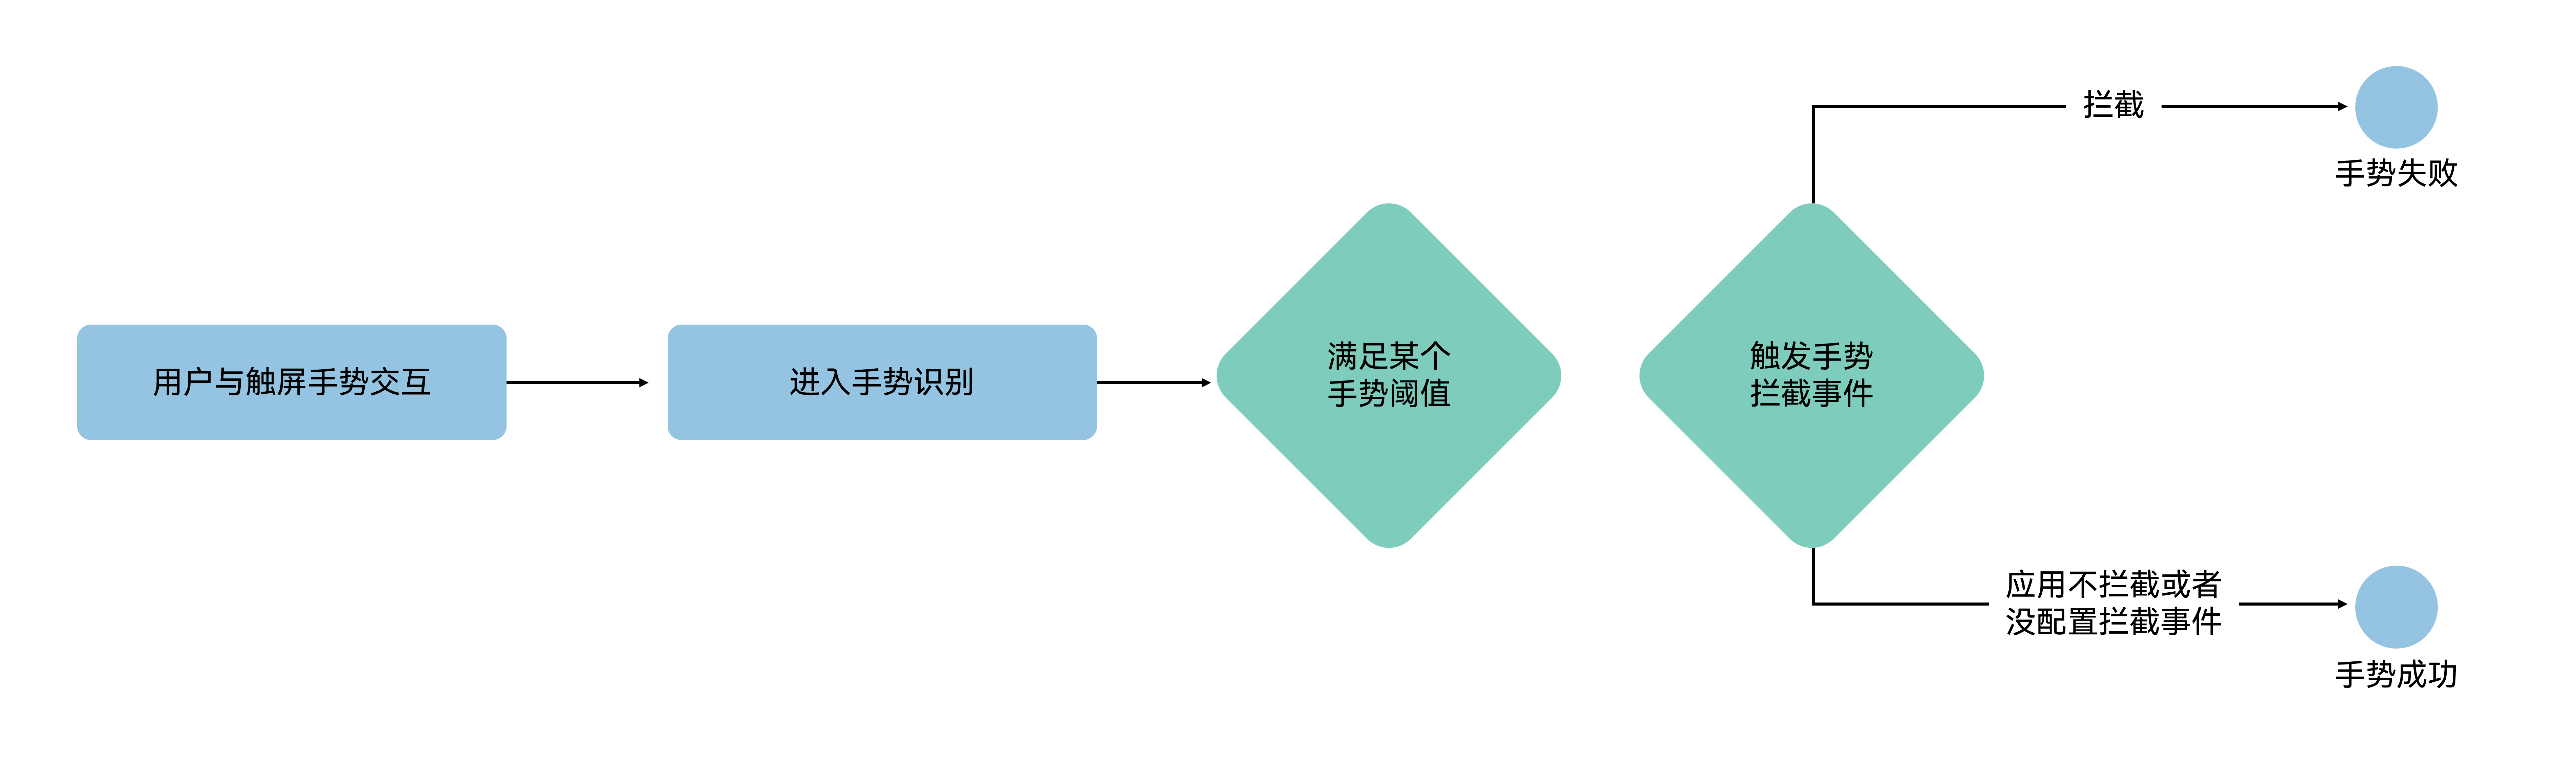 用户与触屏手势交互
进入手势识别
满足某个
手势阈值
触发手势
拦截事件
拦截
手势失败
应用不拦截或者
没配置拦截事件
手势成功